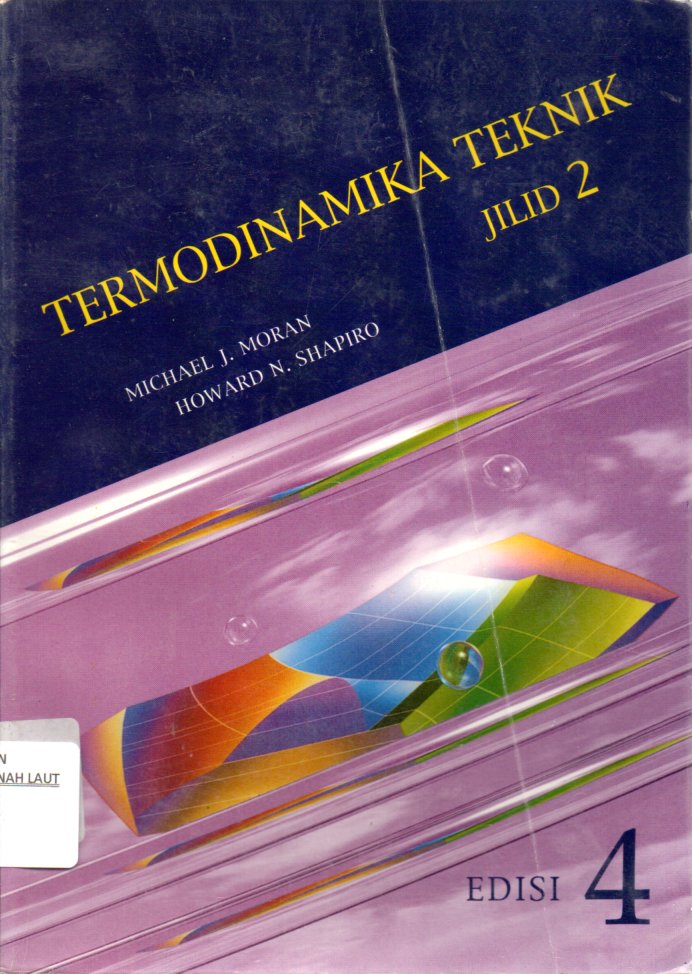 TERMODINAMIKA TEKNIK
JILID 2
MICHAEL J. MORAN
HOWARD N. SHAPIRO
N
NAH LAUT
EDISI 4